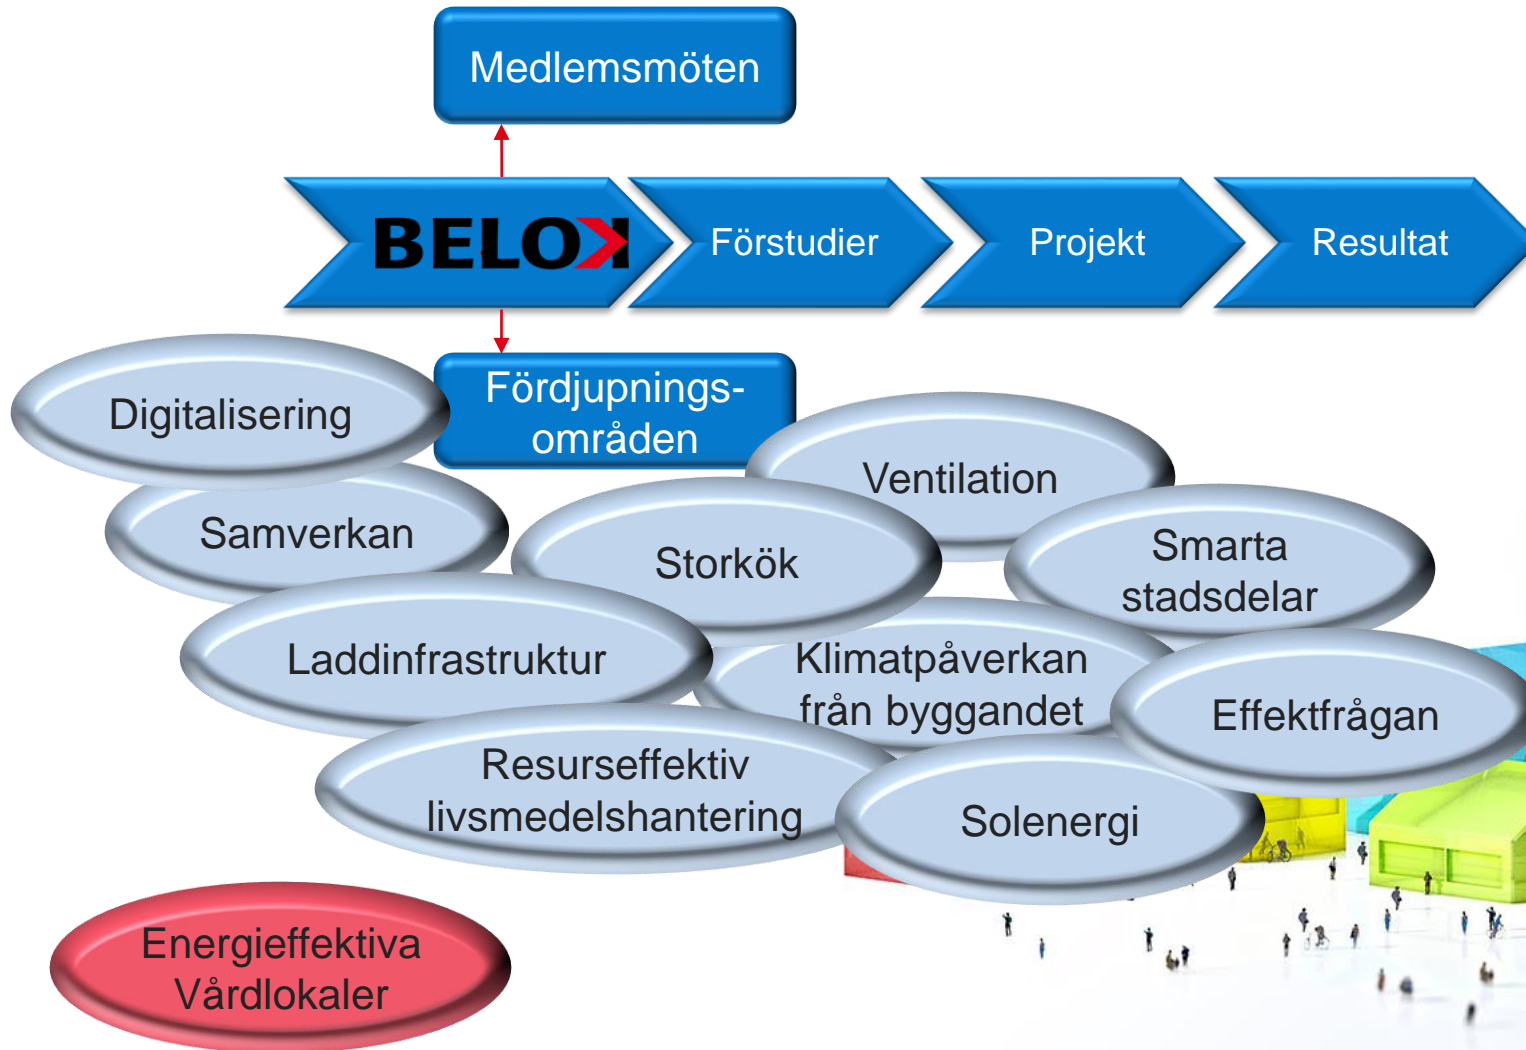 Medlemsmöten
BELOK
Förstudier
Projekt
Resultat
Fördjupnings-
områden
Digitalisering
Ventilation
Samverkan
Storkök
Smarta
stadsdelar
Laddinfrastruktur
Klimatpåverkan
från byggandet
Effektfrågan
Resurseffektiv
livsmedelshantering
Solenergi
Energieffektiva
Vårdlokaler